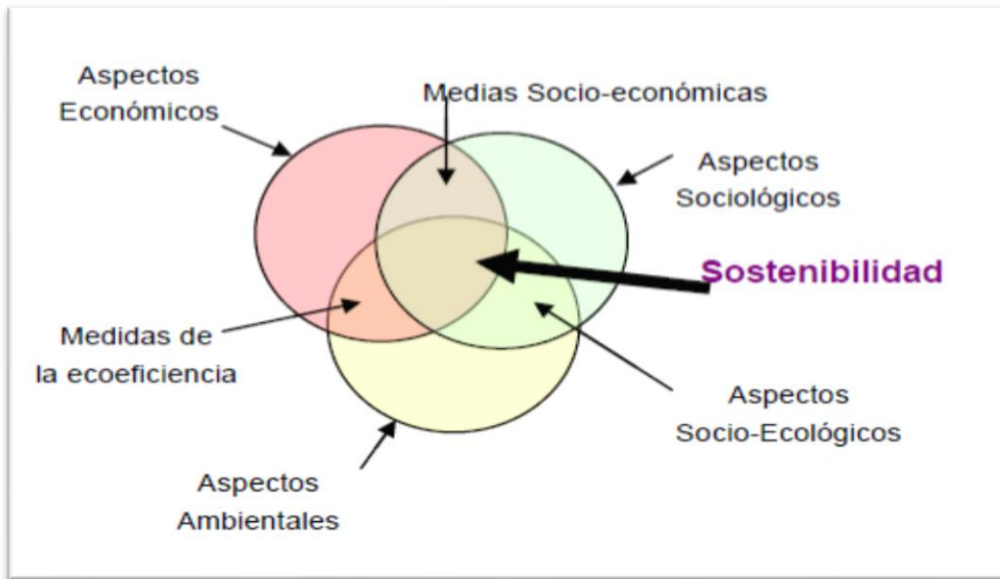 Aspectos
Económicos
Medias Socio-económicas
Aspectos
Sociológicos
Sostenibilidad
Medidas de
la ecoeficiencia
Aspectos
Socio-Ecológicos
Aspectos
Ambientales